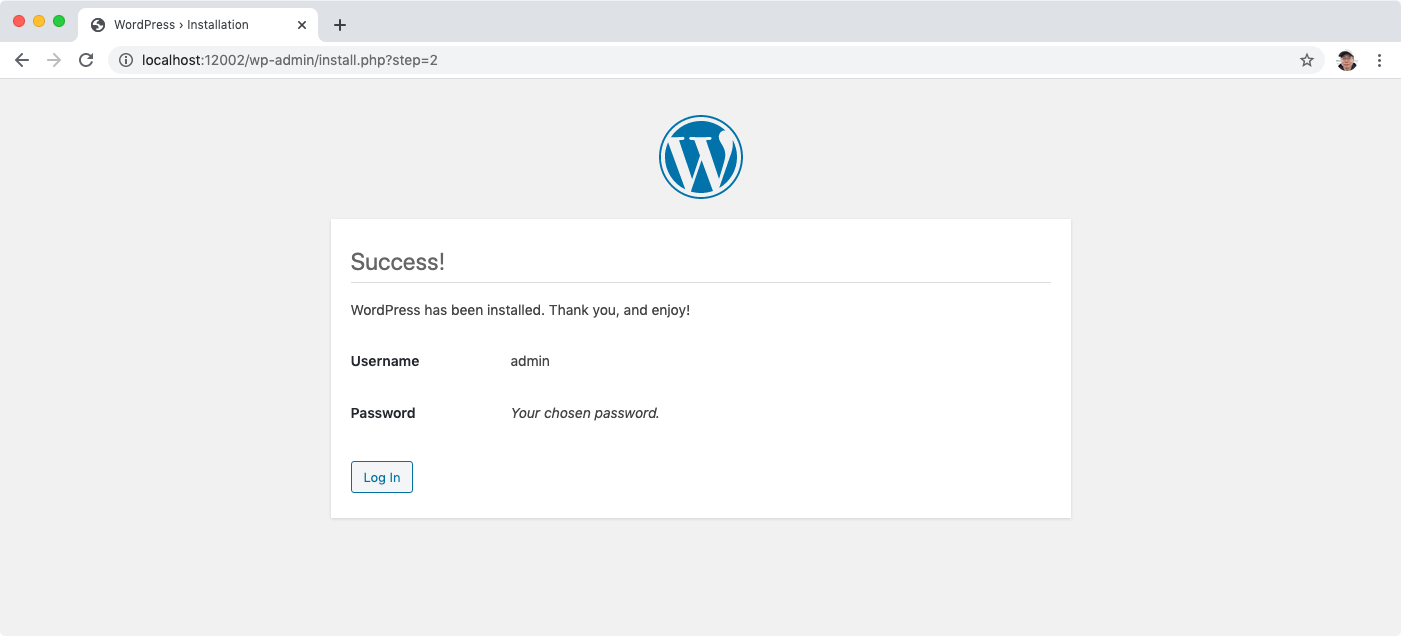 WordPress › Installation
localhost:12002/wp-admin/install.php?step=2
Success!
WordPress has been installed. Thank you, and enjoy!
Username admin
Password Your chosen password.
Log In